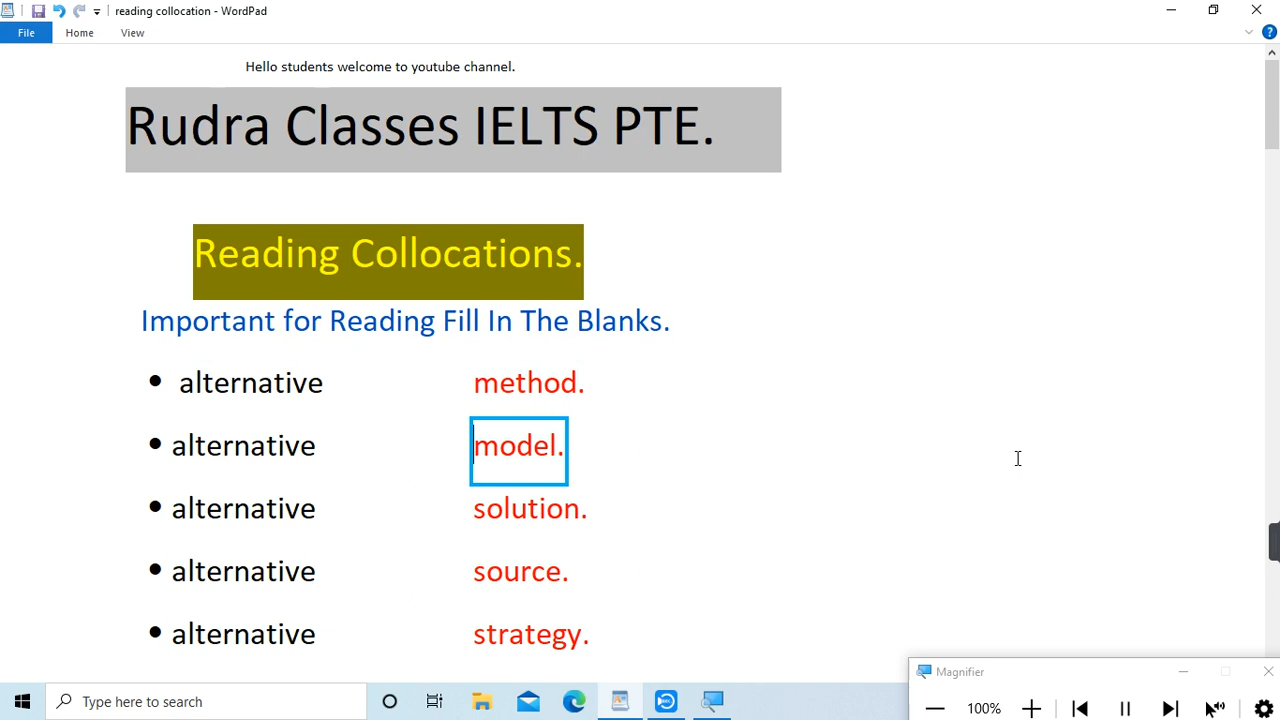 reading collocation - WordPad
File Home View
Hello students welcome to youtube channel.
Rudra Classes IELTS PTE.
Reading Collocations.
Important for Reading Fill In The Blanks.
• alternative method.
• alternative model.
• alternative solution.
• alternative source.
• alternative strategy.
Magnifier
100%
Type here to search